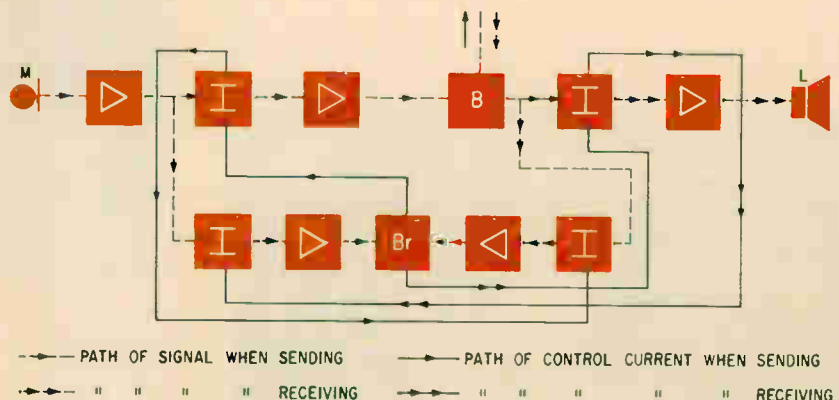 M
L
B
Br
PATH OF SIGNAL WHEN SENDING
PATH OF CONTROL CURRENT WHEN SENDING
" " " " RECEIVING
" " " " " RECEIVING